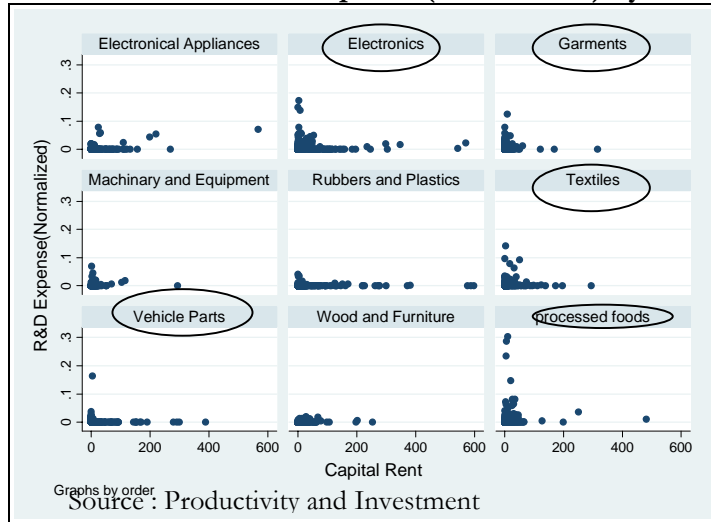 Electronical Appliances Electronics Garments
.3
.2
.1
0
Machinery and Equipment Rubbers and Plastics Textiles
.3
.2
.1
0
Vehicle Parts Wood and Furniture processed foods
.3
.2
.1
0
R&D Expense(Normalized)
0 200 400 600 0 200 400 600 0 200 400 600
Capital Rent
Graphs by order
Source : Productivity and Investment